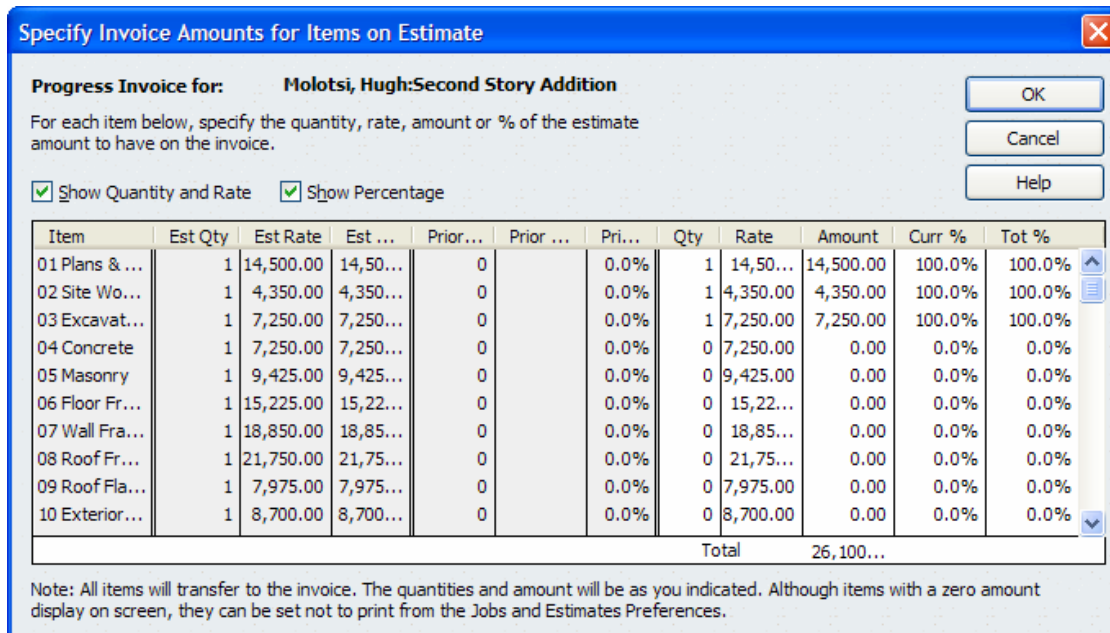 Specify Invoice Amounts for Items on Estimate
Progress Invoice for: Molotsi, Hugh:Second Story Addition
OK
For each item below, specify the quantity, rate, amount or % of the estimate
amount to have on the invoice.
Cancel
Help
Show Quantity and Rate Show Percentage
Item Est Qty Est Rate Est ... Prior... Prior ... Pri... Qty Rate Amount Curr % Tot %
01 Plans & ... 1 14,500.00 14,50... 0 0.0% 1 14,50... 14,500.00 100.0% 100.0%
02 Site Wo... 1 4,350.00 4,350... 0 0.0% 1 4,350.00 4,350.00 100.0% 100.0%
03 Excavat... 1 7,250.00 7,250... 0 0.0% 1 7,250.00 7,250.00 100.0% 100.0%
04 Concrete 1 7,250.00 7,250... 0 0.0% 0 7,250.00 0.00 0.0% 0.0%
05 Masonry 1 9,425.00 9,425... 0 0.0% 0 9,425.00 0.00 0.0% 0.0%
06 Floor Fr... 1 15,225.00 15,22... 0 0.0% 0 15,22... 0.00 0.0% 0.0%
07 Wall Fra... 1 18,850.00 18,85... 0 0.0% 0 18,85... 0.00 0.0% 0.0%
08 Roof Fr... 1 21,750.00 21,75... 0 0.0% 0 21,75... 0.00 0.0% 0.0%
09 Roof Fla... 1 7,975.00 7,975... 0 0.0% 0 7,975.00 0.00 0.0% 0.0%
10 Exterior... 1 8,700.00 8,700... 0 0.0% 0 8,700.00 0.00 0.0% 0.0%
Total 26,100...
Note: All items will transfer to the invoice. The quantities and amount will be as you indicated. Although items with a zero amount
display on screen, they can be set not to print from the Jobs and Estimates Preferences.